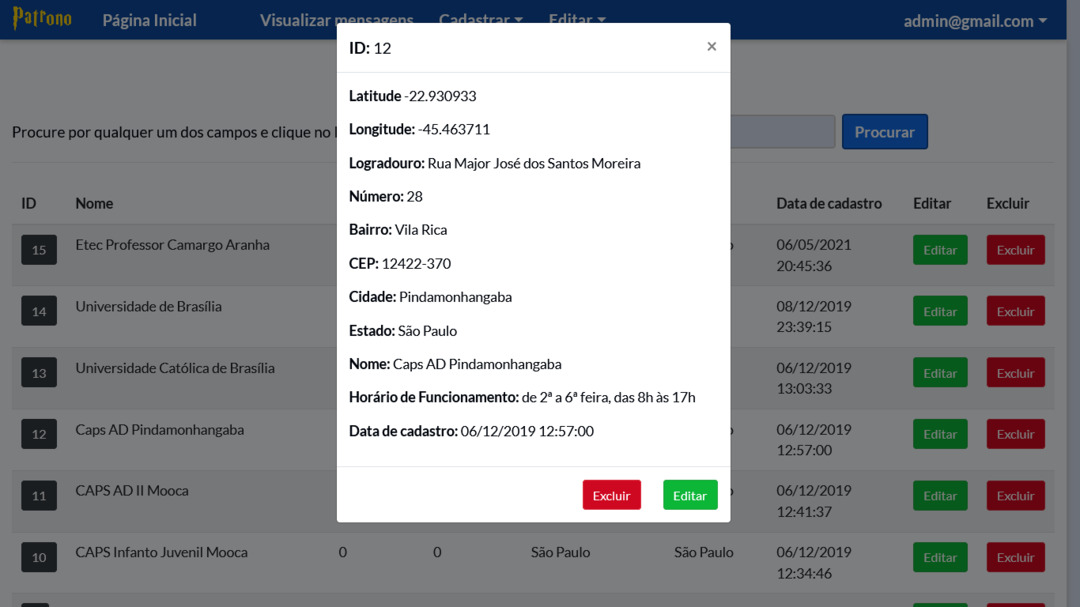 Patrono Página Inicial Visualizar mensagens Cadastrar Editar admin@gmail.com
ID: 12 ×
Latitude -22.930933
Longitude: -45.463711
Logradouro: Rua Major José dos Santos Moreira
Número: 28
Bairro: Vila Rica
CEP: 12422-370
Cidade: Pindamonhangaba
Estado: São Paulo
Nome: Caps AD Pindamonhangaba
Horário de Funcionamento: de 2ª a 6ª feira, das 8h às 17h
Data de cadastro: 06/12/2019 12:57:00
Excluir Editar
Procure por qualquer um dos campos e clique no Procurar
ID Nome Data de cadastro Editar Excluir
15 Etec Professor Camargo Aranha 06/05/2021 Editar Excluir
20:45:36
14 Universidade de Brasília 08/12/2019 Editar Excluir
23:39:15
13 Universidade Católica de Brasília 06/12/2019 Editar Excluir
13:03:33
12 Caps AD Pindamonhangaba 06/12/2019 Editar Excluir
12:57:00
11 CAPS AD II Mooca 06/12/2019 Editar Excluir
12:41:37
10 CAPS Infanto Juvenil Mooca 0 0 São Paulo São Paulo 06/12/2019 Editar Excluir
12:34:46